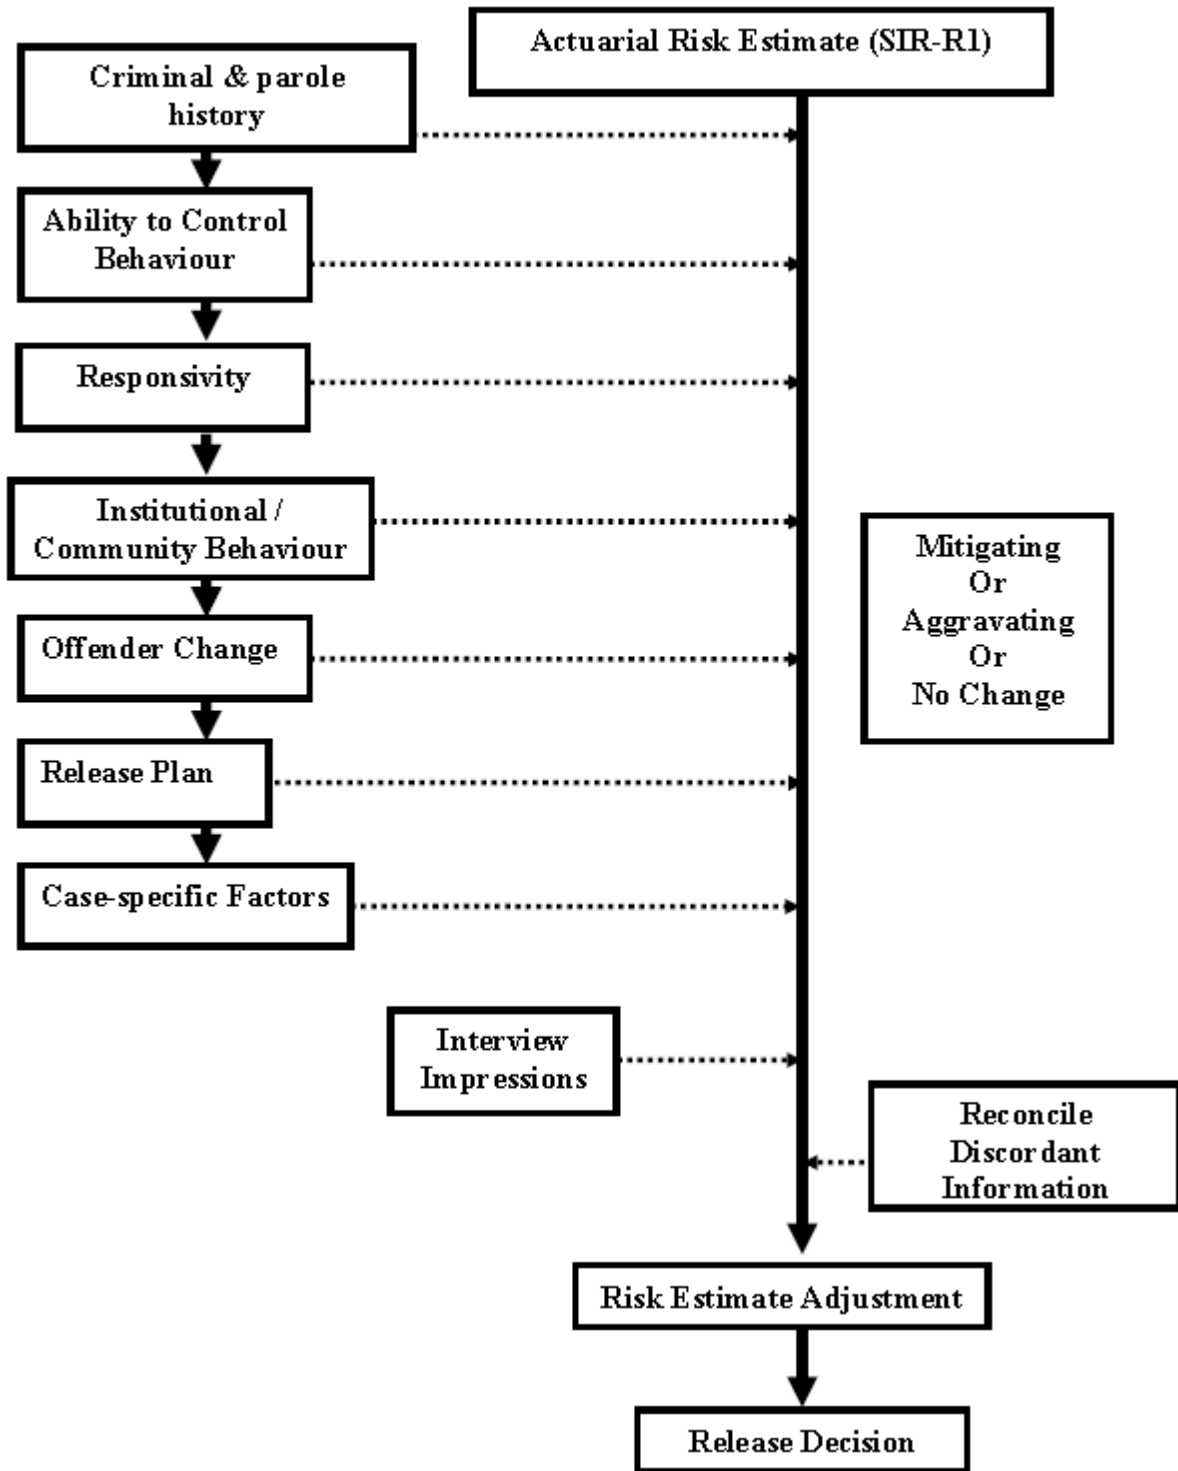 Actuarial Risk Estimate (SIR-R1)
Criminal & parole
history
Ability to Control
Behaviour
Responsivity
Institutional /
Community Behaviour
Mitigating
Or
Aggravating
Or
No Change
Offender Change
Release Plan
Case-specific Factors
Interview
Impressions
Reconcile
Discordant
Information
Risk Estimate Adjustment
Release Decision